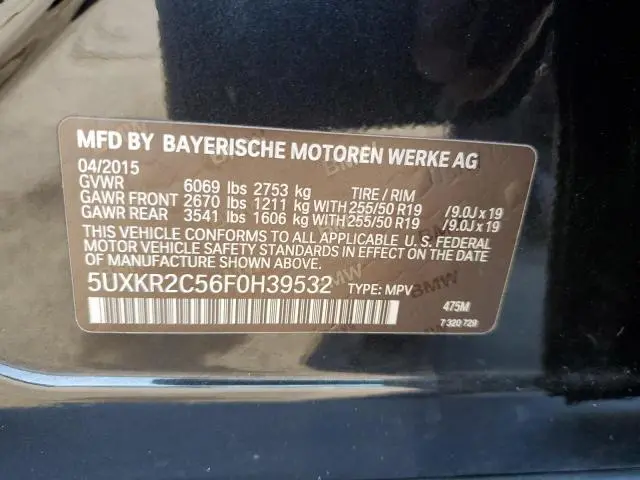 MFD BY BAYERISCHE MOTOREN WERKE AG
04/2015
GVWR 6069 lbs 2753 kg TIRE / RIM
GAWR FRONT 2670 lbs 1211 kg WITH 255/50 R19 /9.0J x 19
GAWR REAR 3541 lbs 1606 kg WITH 255/50 R19 /9.0J x 19
THIS VEHICLE CONFORMS TO ALL APPLICABLE U. S. FEDERAL
MOTOR VEHICLE SAFETY STANDARDS IN EFFECT ON THE DATE
OF MANUFACTURE SHOWN ABOVE.
5UXKR2C56F0H39532 TYPE: MPV
475M
7 320 729